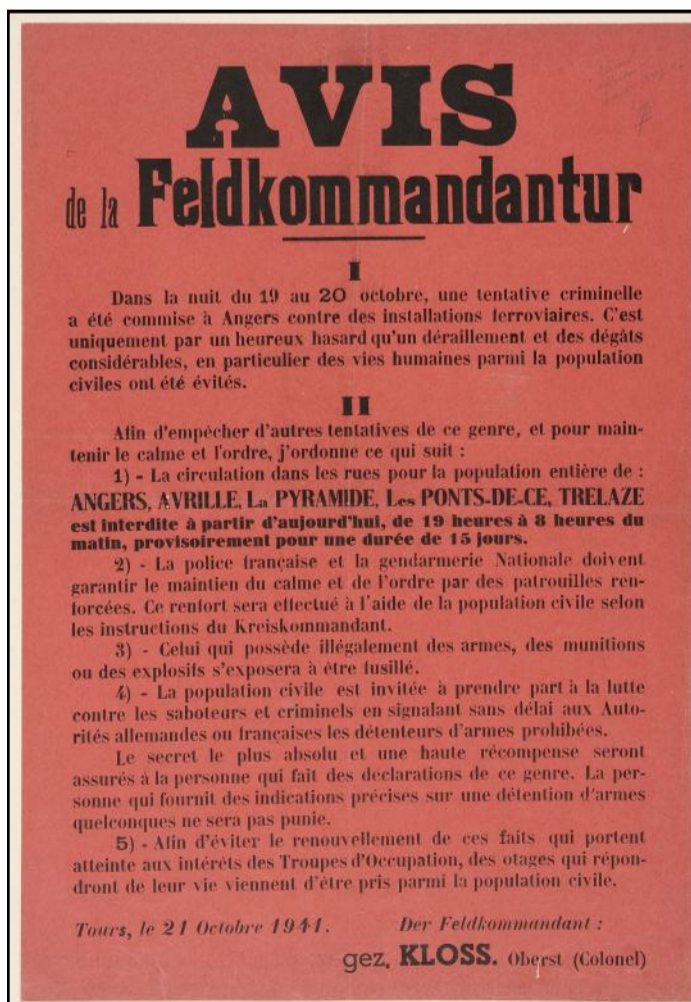 AVIS
de la Feldkommandantur
I
Dans la nuit du 19 au 20 octobre, une tentative criminelle
a été commise à Angers contre des installations ferroviaires. C'est
uniquement par un heureux hasard qu'un déraillement et des dégâts
considérables, en particulier des vies humaines parmi la population
civiles ont été évités.
II
Afin d'empêcher d'autres tentatives de ce genre, et pour main-
tenir le calme et l'ordre, j'ordonne ce qui suit :
1) - La circulation dans les rues pour la population entière de :
ANGERS, AVRILLE, La PYRAMIDE, Les PONTS-DE-CE, TRELAZE
est interdite à partir d'aujourd'hui, de 19 heures à 8 heures du
matin, provisoirement pour une durée de 15 jours.
2) - La police française et la gendarmerie Nationale doivent
garantir le maintien du calme et de l'ordre par des patrouilles ren-
forcées. Ce renfort sera effectué à l'aide de la population civile selon
les instructions du Kreiskommandant.
3) - Celui qui possède illégalement des armes, des munitions
ou des explosifs s'exposera à être fusillé.
4) - La population civile est invitée à prendre part à la lutte
contre les saboteurs et criminels en signalant sans délai aux Auto-
rités allemandes ou françaises les détenteurs d'armes prohibées.
Le secret le plus absolu et une haute récompense seront
assurés à la personne qui fait des déclarations de ce genre. La per-
sonne qui fournit des indications précises sur une détention d'armes
quelconques ne sera pas punie.
5) - Afin d'éviter le renouvellement de ces faits qui portent
atteinte aux intérêts des Troupes d'Occupation, des otages qui répon-
dront de leur vie viennent d'être pris parmi la population civile.
Tours, le 21 Octobre 1941. Der Feldkommandant :
gez. KLOSS. Oberst (Colonel)